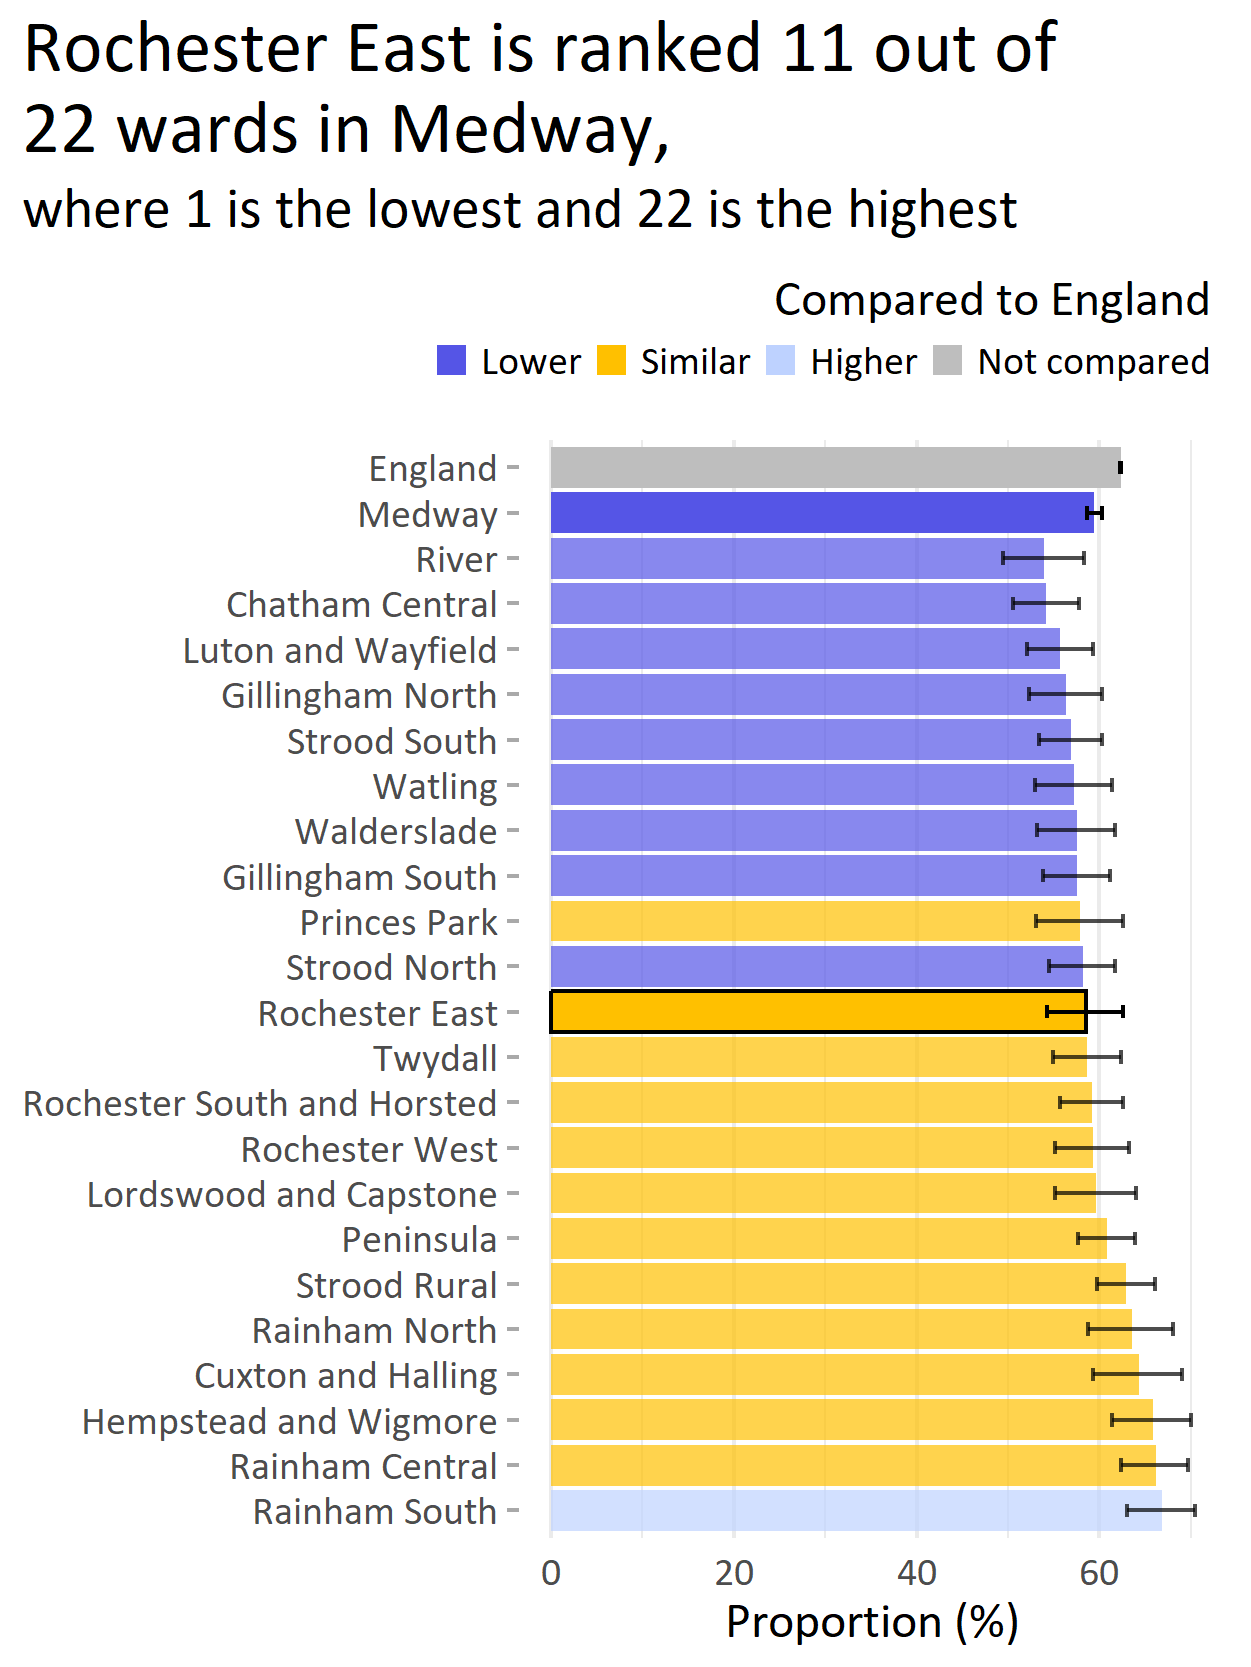 Rochester East is ranked 11 out of
22 wards in Medway,
where 1 is the lowest and 22 is the highest
Compared to England
Lower Similar Higher Not compared
England
Medway
River
Chatham Central
Luton and Wayfield
Gillingham North
Strood South
Watling
Walderslade
Gillingham South
Princes Park
Strood North
Rochester East
Twydall
Rochester South and Horsted
Rochester West
Lordswood and Capstone
Peninsula
Strood Rural
Rainham North
Cuxton and Halling
Hempstead and Wigmore
Rainham Central
Rainham South
0 20 40 60
Proportion (%)